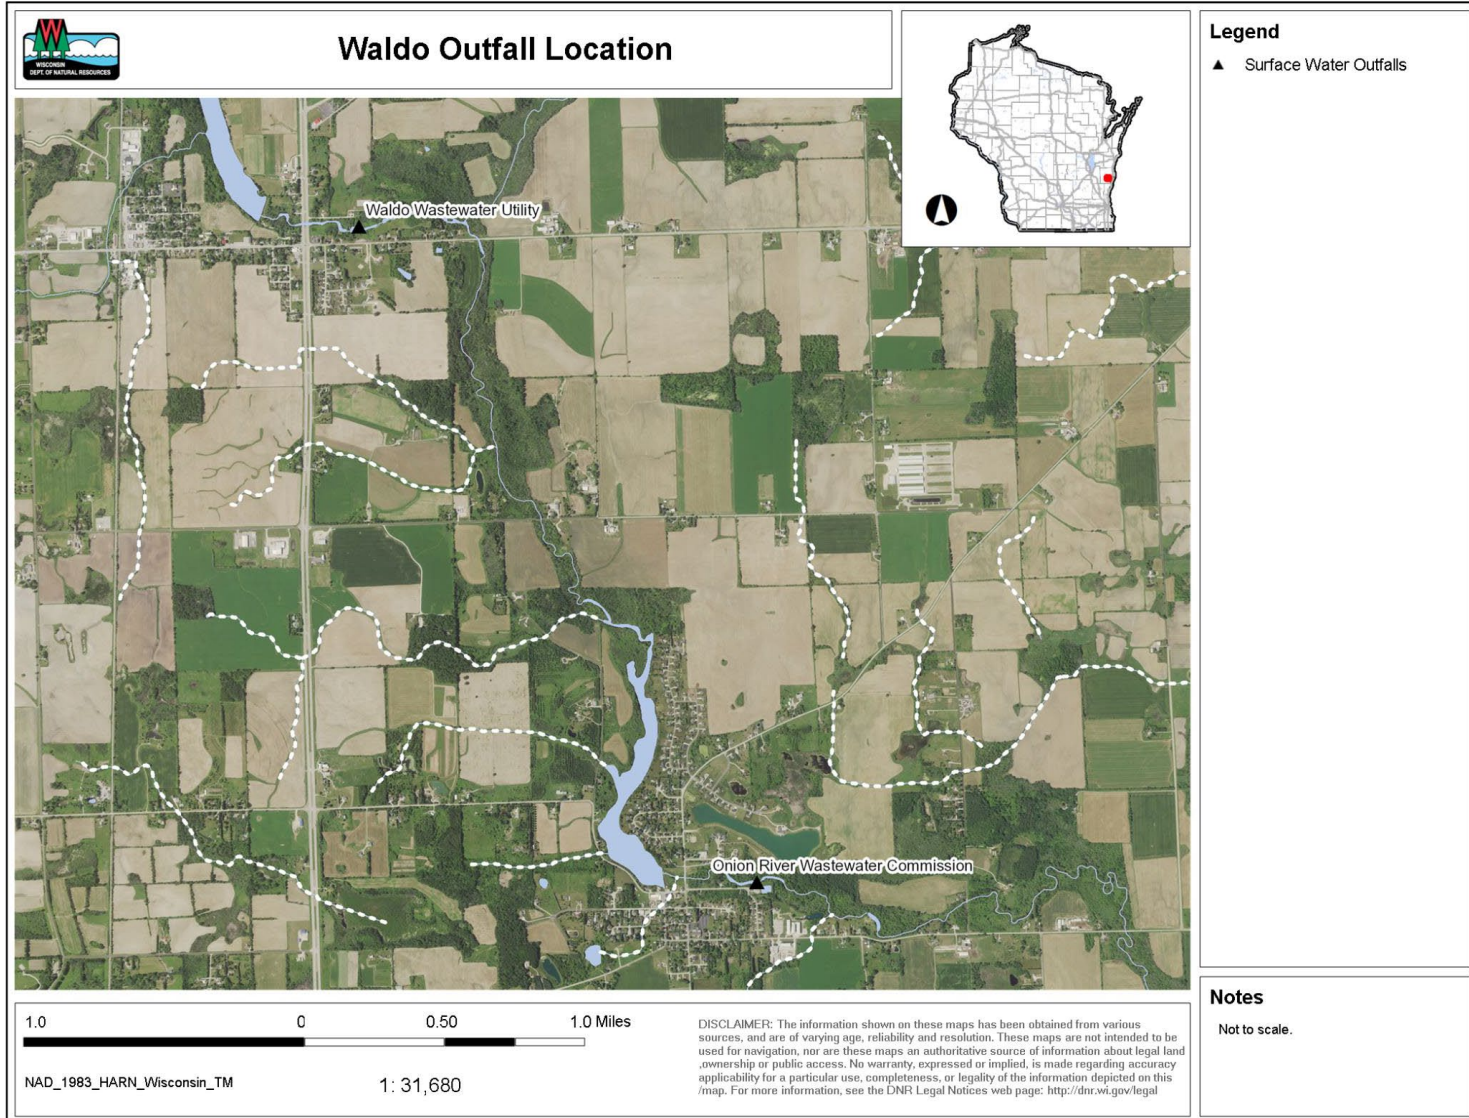 WISCONSIN
DEPT. OF NATURAL RESOURCES
Waldo Outfall Location
Legend
Surface Water Outfalls
Waldo Wastewater Utility
Onion River Wastewater Commission
1.0 0 0.50 1.0 Miles
NAD_1983_HARN_Wisconsin_TM
1: 31,680
DISCLAIMER: The information shown on these maps has been obtained from various
sources, and are of varying age, reliability and resolution. These maps are not intended to be
used for navigation, nor are these maps an authoritative source of information about legal land
,ownership or public access. No warranty, expressed or implied, is made regarding accuracy
applicability for a particular use, completeness, or legality of the information depicted on this
/map. For more information, see the DNR Legal Notices web page: http://dnr.wi.gov/legal
Notes
Not to scale.